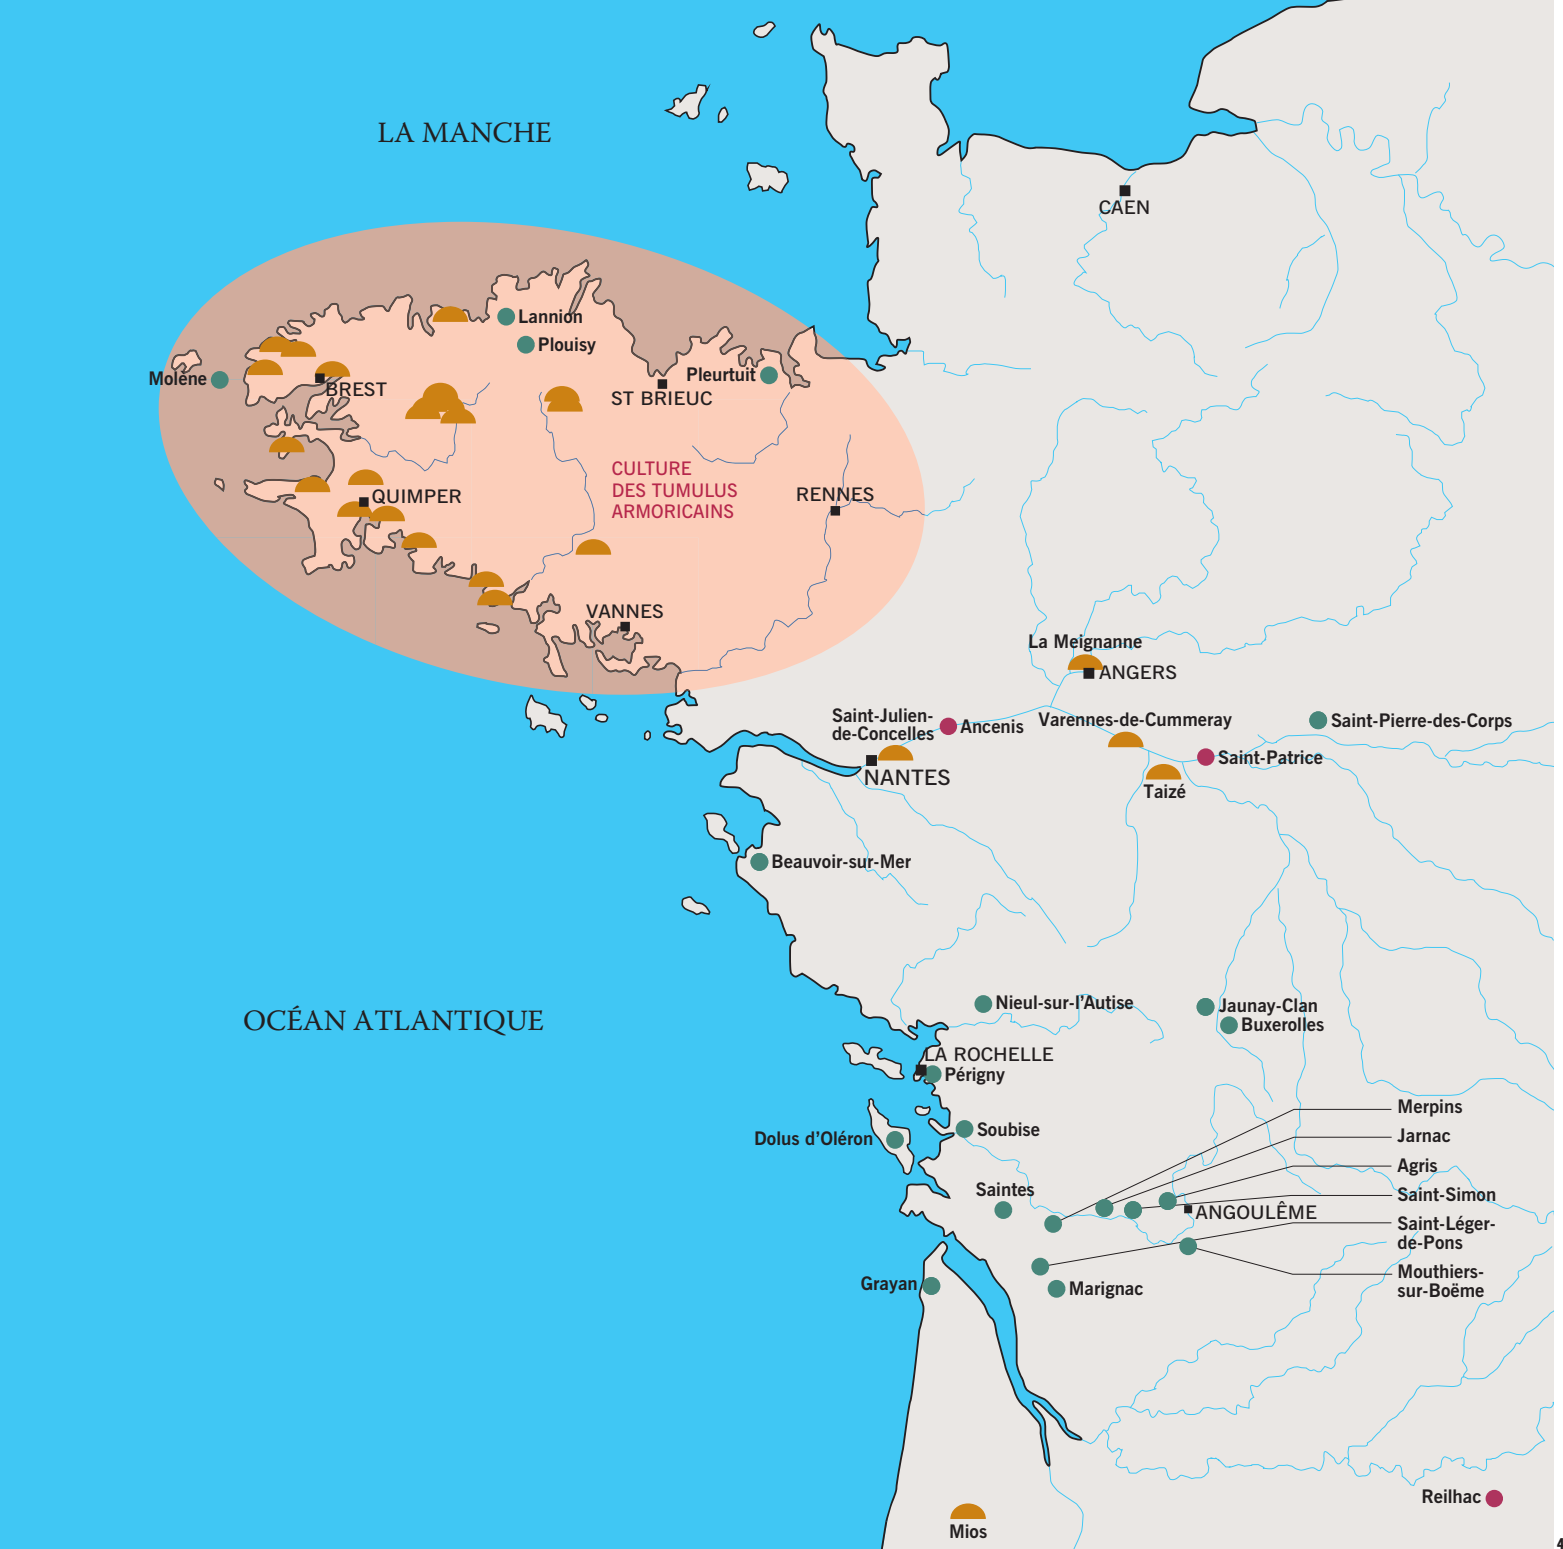 LA MANCHE
CAEN
Lannion
Plouisy
Molène
BREST
Pleurtuit
ST BRIEUC
CULTURE
DES TUMULUS
ARMORICAINS
QUIMPER
RENNES
VANNES
La Meignanne
ANGERS
Saint-Julien-
de-Concelles
Ancenis
Varennes-de-Cummeray
Saint-Pierre-des-Corps
Saint-Patrice
NANTES
Taizé
Beauvoir-sur-Mer
OCÉAN ATLANTIQUE
Nieul-sur-l'Autise
Jaunay-Clan
Buxerolles
LA ROCHELLE
Périgny
Merpins
Dolus d'Oléron
Soubise
Jarnac
Agris
Saintes
Saint-Simon
ANGOULÊME
Saint-Léger-
de-Pons
Grayan
Marignac
Mouthiers-
sur-Boëme
Reilhac
Mios